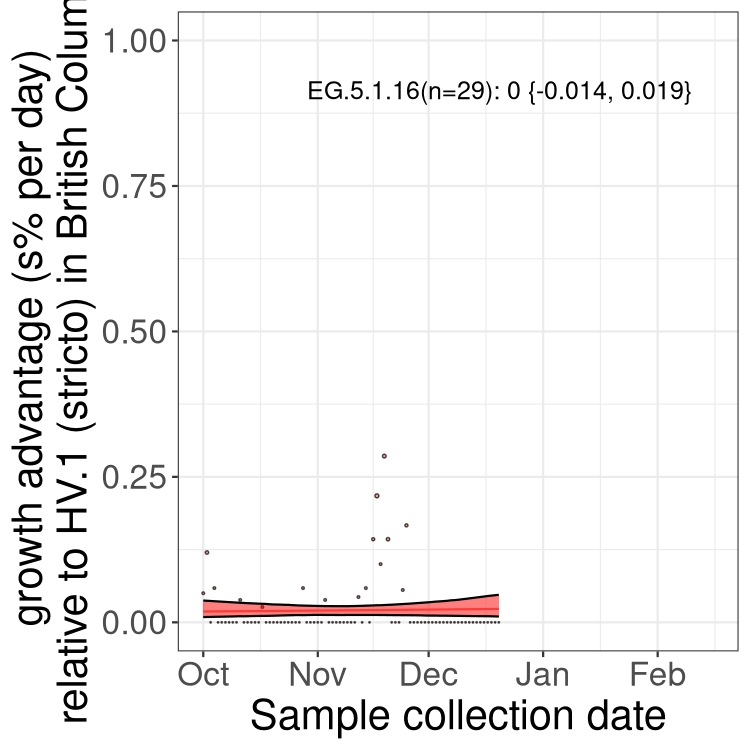 growth advantage (s% per day)
relative to HV.1 (stricto) in British Colum
1.00
0.75
0.50
0.25
0.00
EG.5.1.16(n=29): 0 {-0.014, 0.019}
Oct Nov Dec Jan Feb
Sample collection date